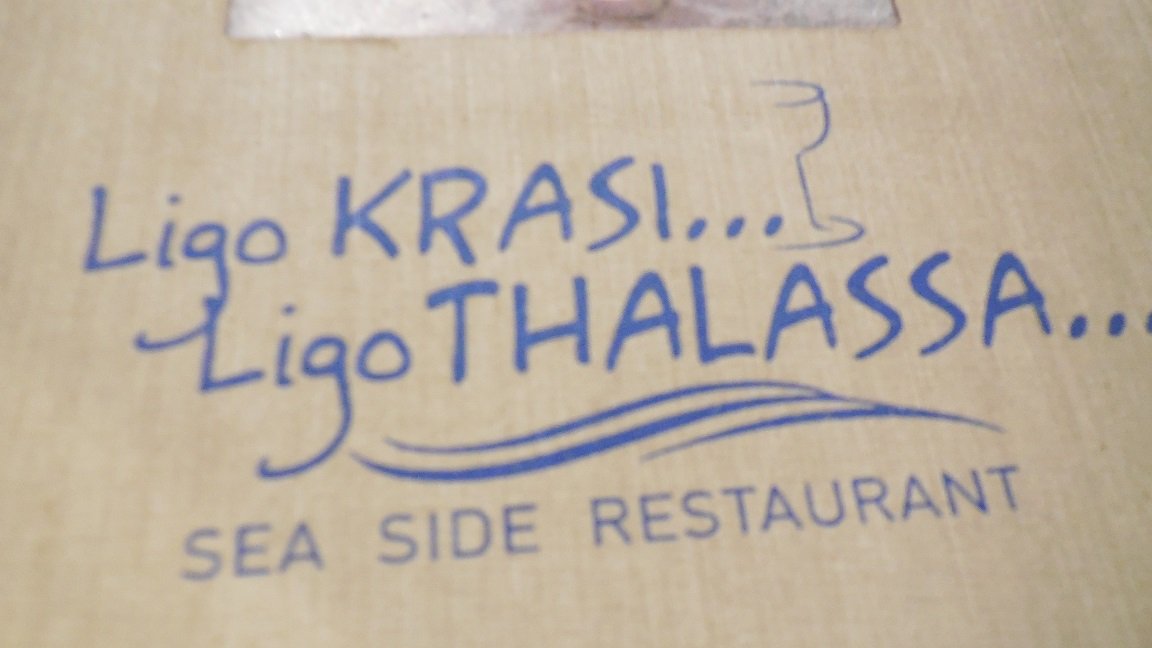 Ligo KRASI...
Ligo THALASSA...
SEA SIDE RESTAURANT